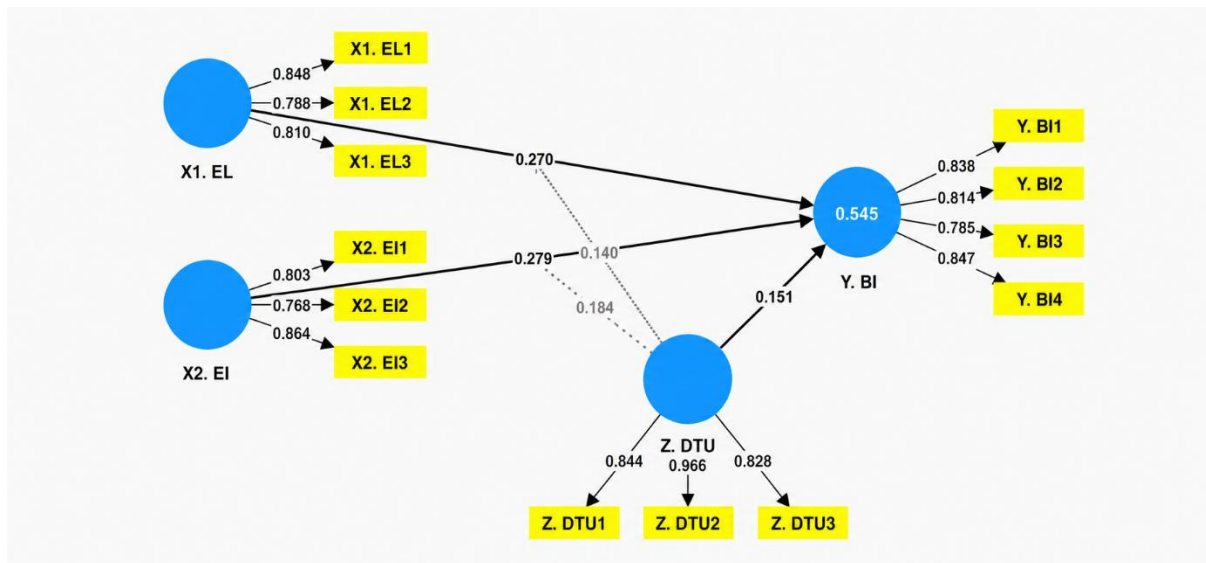 X1. EL1
0.848
X1. EL2
0.788
0.810
X1. EL3
X1. EL
0.270
Y. BI1
0.838
Y. BI2
0.814
0.545
0.785
Y. BI3
0.847
Y. BI4
Y. BI
X2. EI1
0.803
X2. EI2
0.768
0.864
X2. EI3
X2. EI
0.279
0.140
0.184
0.151
Z. DTU
0.844
0.966
0.828
Z. DTU1
Z. DTU2
Z. DTU3